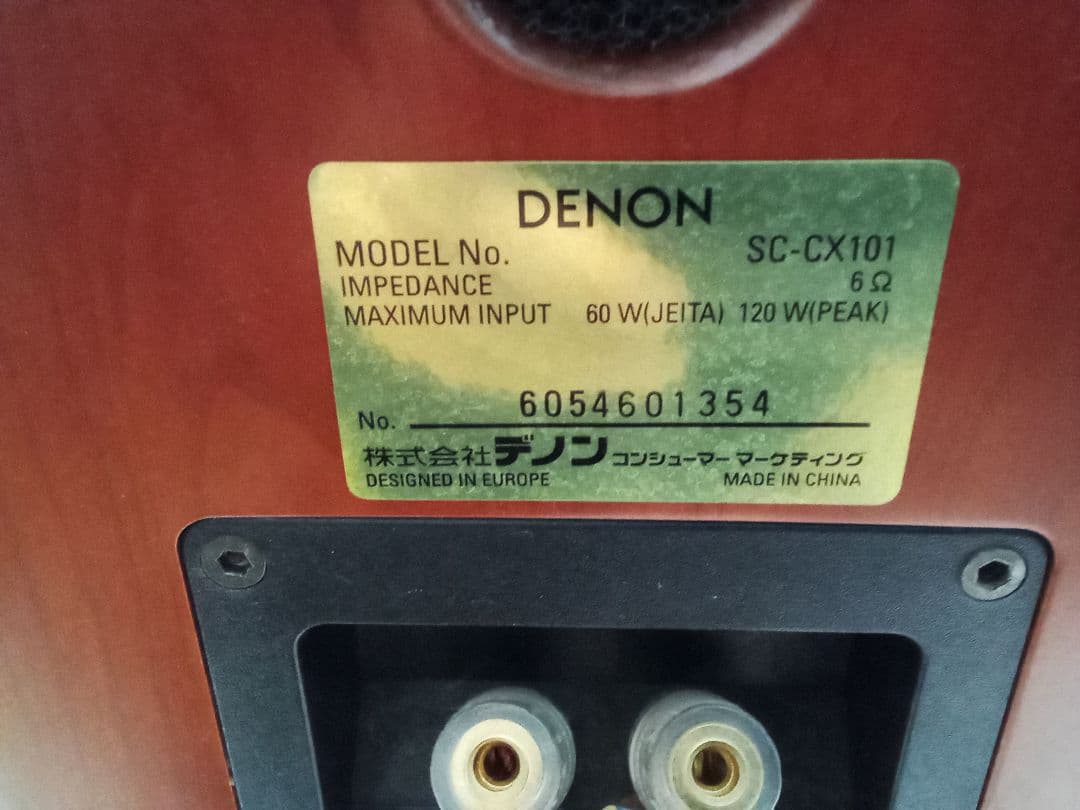 DENON
MODEL No. SC-CX101
IMPEDANCE 6Ω
MAXIMUM INPUT 60 W(JEITA) 120 W(PEAK)
No. 6054601354
株式会社デノン コンシューマーマーケティング
DESIGNED IN EUROPE MADE IN CHINA